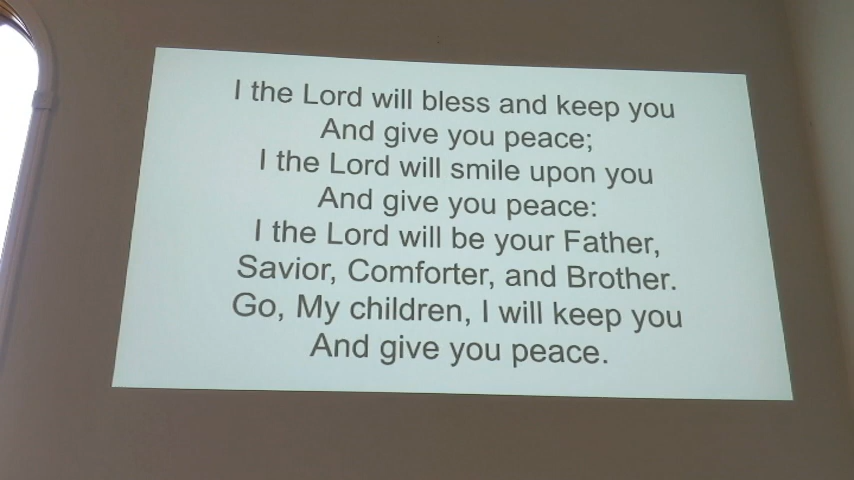 I the Lord will bless and keep you
And give you peace;
I the Lord will smile upon you
And give you peace:
I the Lord will be your Father,
Savior, Comforter, and Brother.
Go, My children, I will keep you
And give you peace.